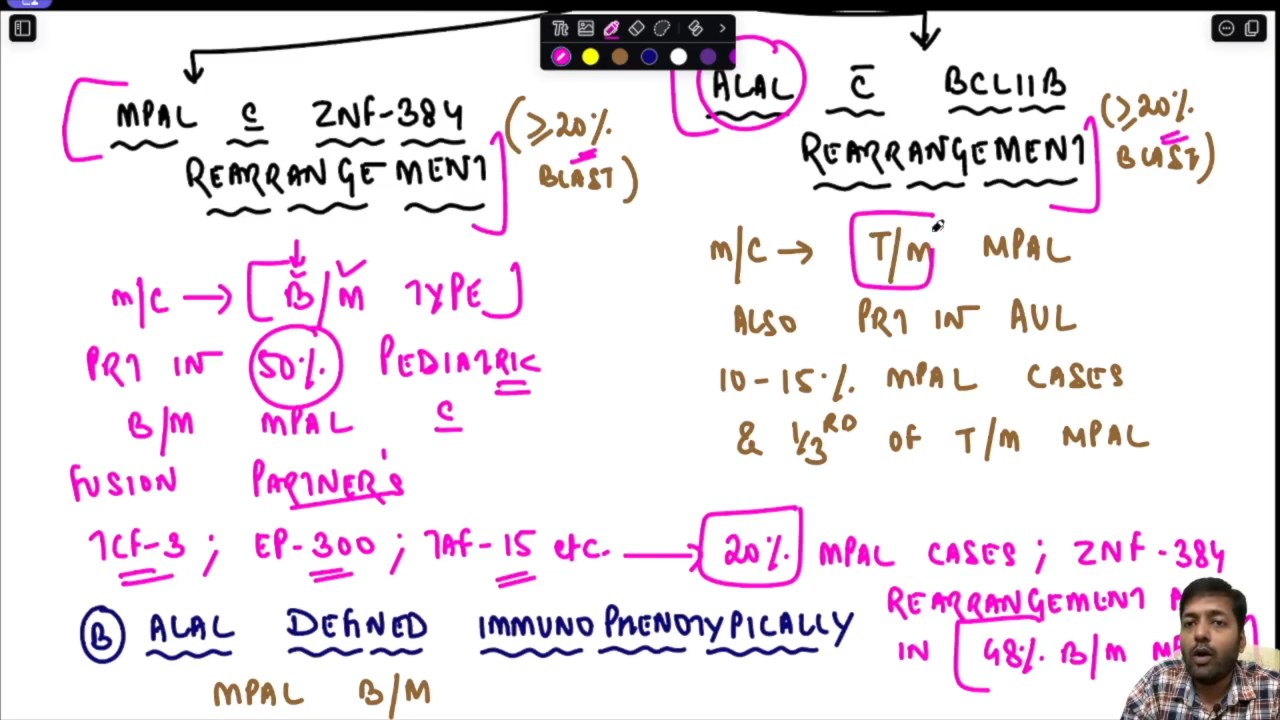 MPAL c̄ ZNF-384
REARRANGEMENT
(≥20%
BLAST)
m/c → [B/M TYPE]
PRT IN 50% PEDIATRIC
B/M MPAL c̄
FUSION PARTNER'S
TCF-3 ; EP-300 ; TAF-15 etc. → 20% MPAL CASES ; ZNF-384
REARRANGEMENT
IN 48% B/M
ALAL c̄ BCL11B
REARRANGEMENT
(≥20%
BLAST)
m/c → T/m MPAL
ALSO PRT IN AUL
10-15% MPAL CASES
& 1/3RD OF T/m MPAL
(B) ALAL DEFINED IMMUNOPHENOTYPICALLY
MPAL B/M